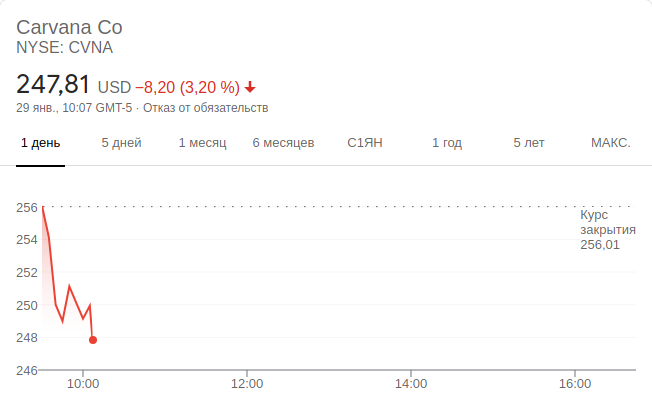 Carvana Co
NYSE: CVNA
247,81 USD −8,20 (3,20 %)
29 янв., 10:07 GMT-5 · Отказ от обязательств
1 день 5 дней 1 месяц 6 месяцев С1ЯН 1 год 5 лет МАКС.
256
Курс
закрытия
256,01
254
252
250
248
246
10:00 12:00 14:00 16:00